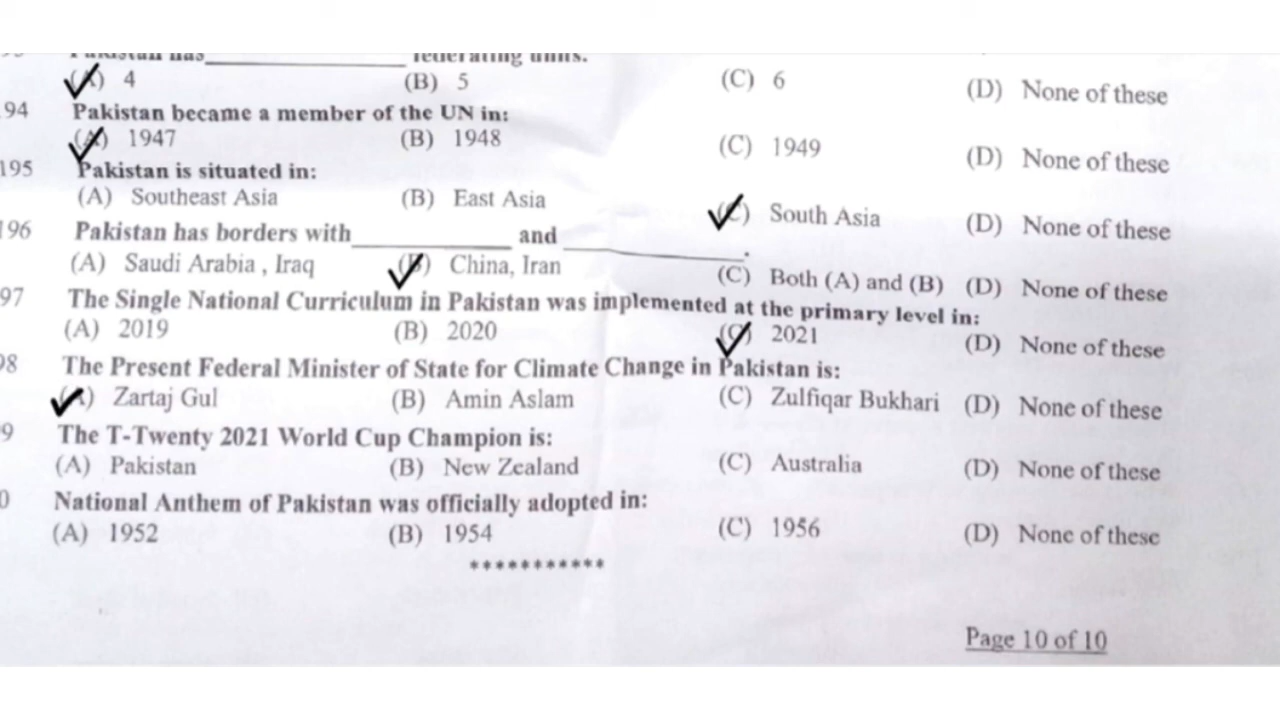 Pakistan has____________ federating units.
(A) 4 (B) 5 (C) 6 (D) None of these
94 Pakistan became a member of the UN in:
(A) 1947 (B) 1948 (C) 1949 (D) None of these
195 Pakistan is situated in:
(A) Southeast Asia (B) East Asia (C) South Asia (D) None of these
196 Pakistan has borders with____________ and ____________.
(A) Saudi Arabia , Iraq (B) China, Iran (C) Both (A) and (B) (D) None of these
97 The Single National Curriculum in Pakistan was implemented at the primary level in:
(A) 2019 (B) 2020 (C) 2021 (D) None of these
98 The Present Federal Minister of State for Climate Change in Pakistan is:
(A) Zartaj Gul (B) Amin Aslam (C) Zulfiqar Bukhari (D) None of these
9 The T-Twenty 2021 World Cup Champion is:
(A) Pakistan (B) New Zealand (C) Australia (D) None of these
0 National Anthem of Pakistan was officially adopted in:
(A) 1952 (B) 1954 (C) 1956 (D) None of these
***********
Page 10 of 10